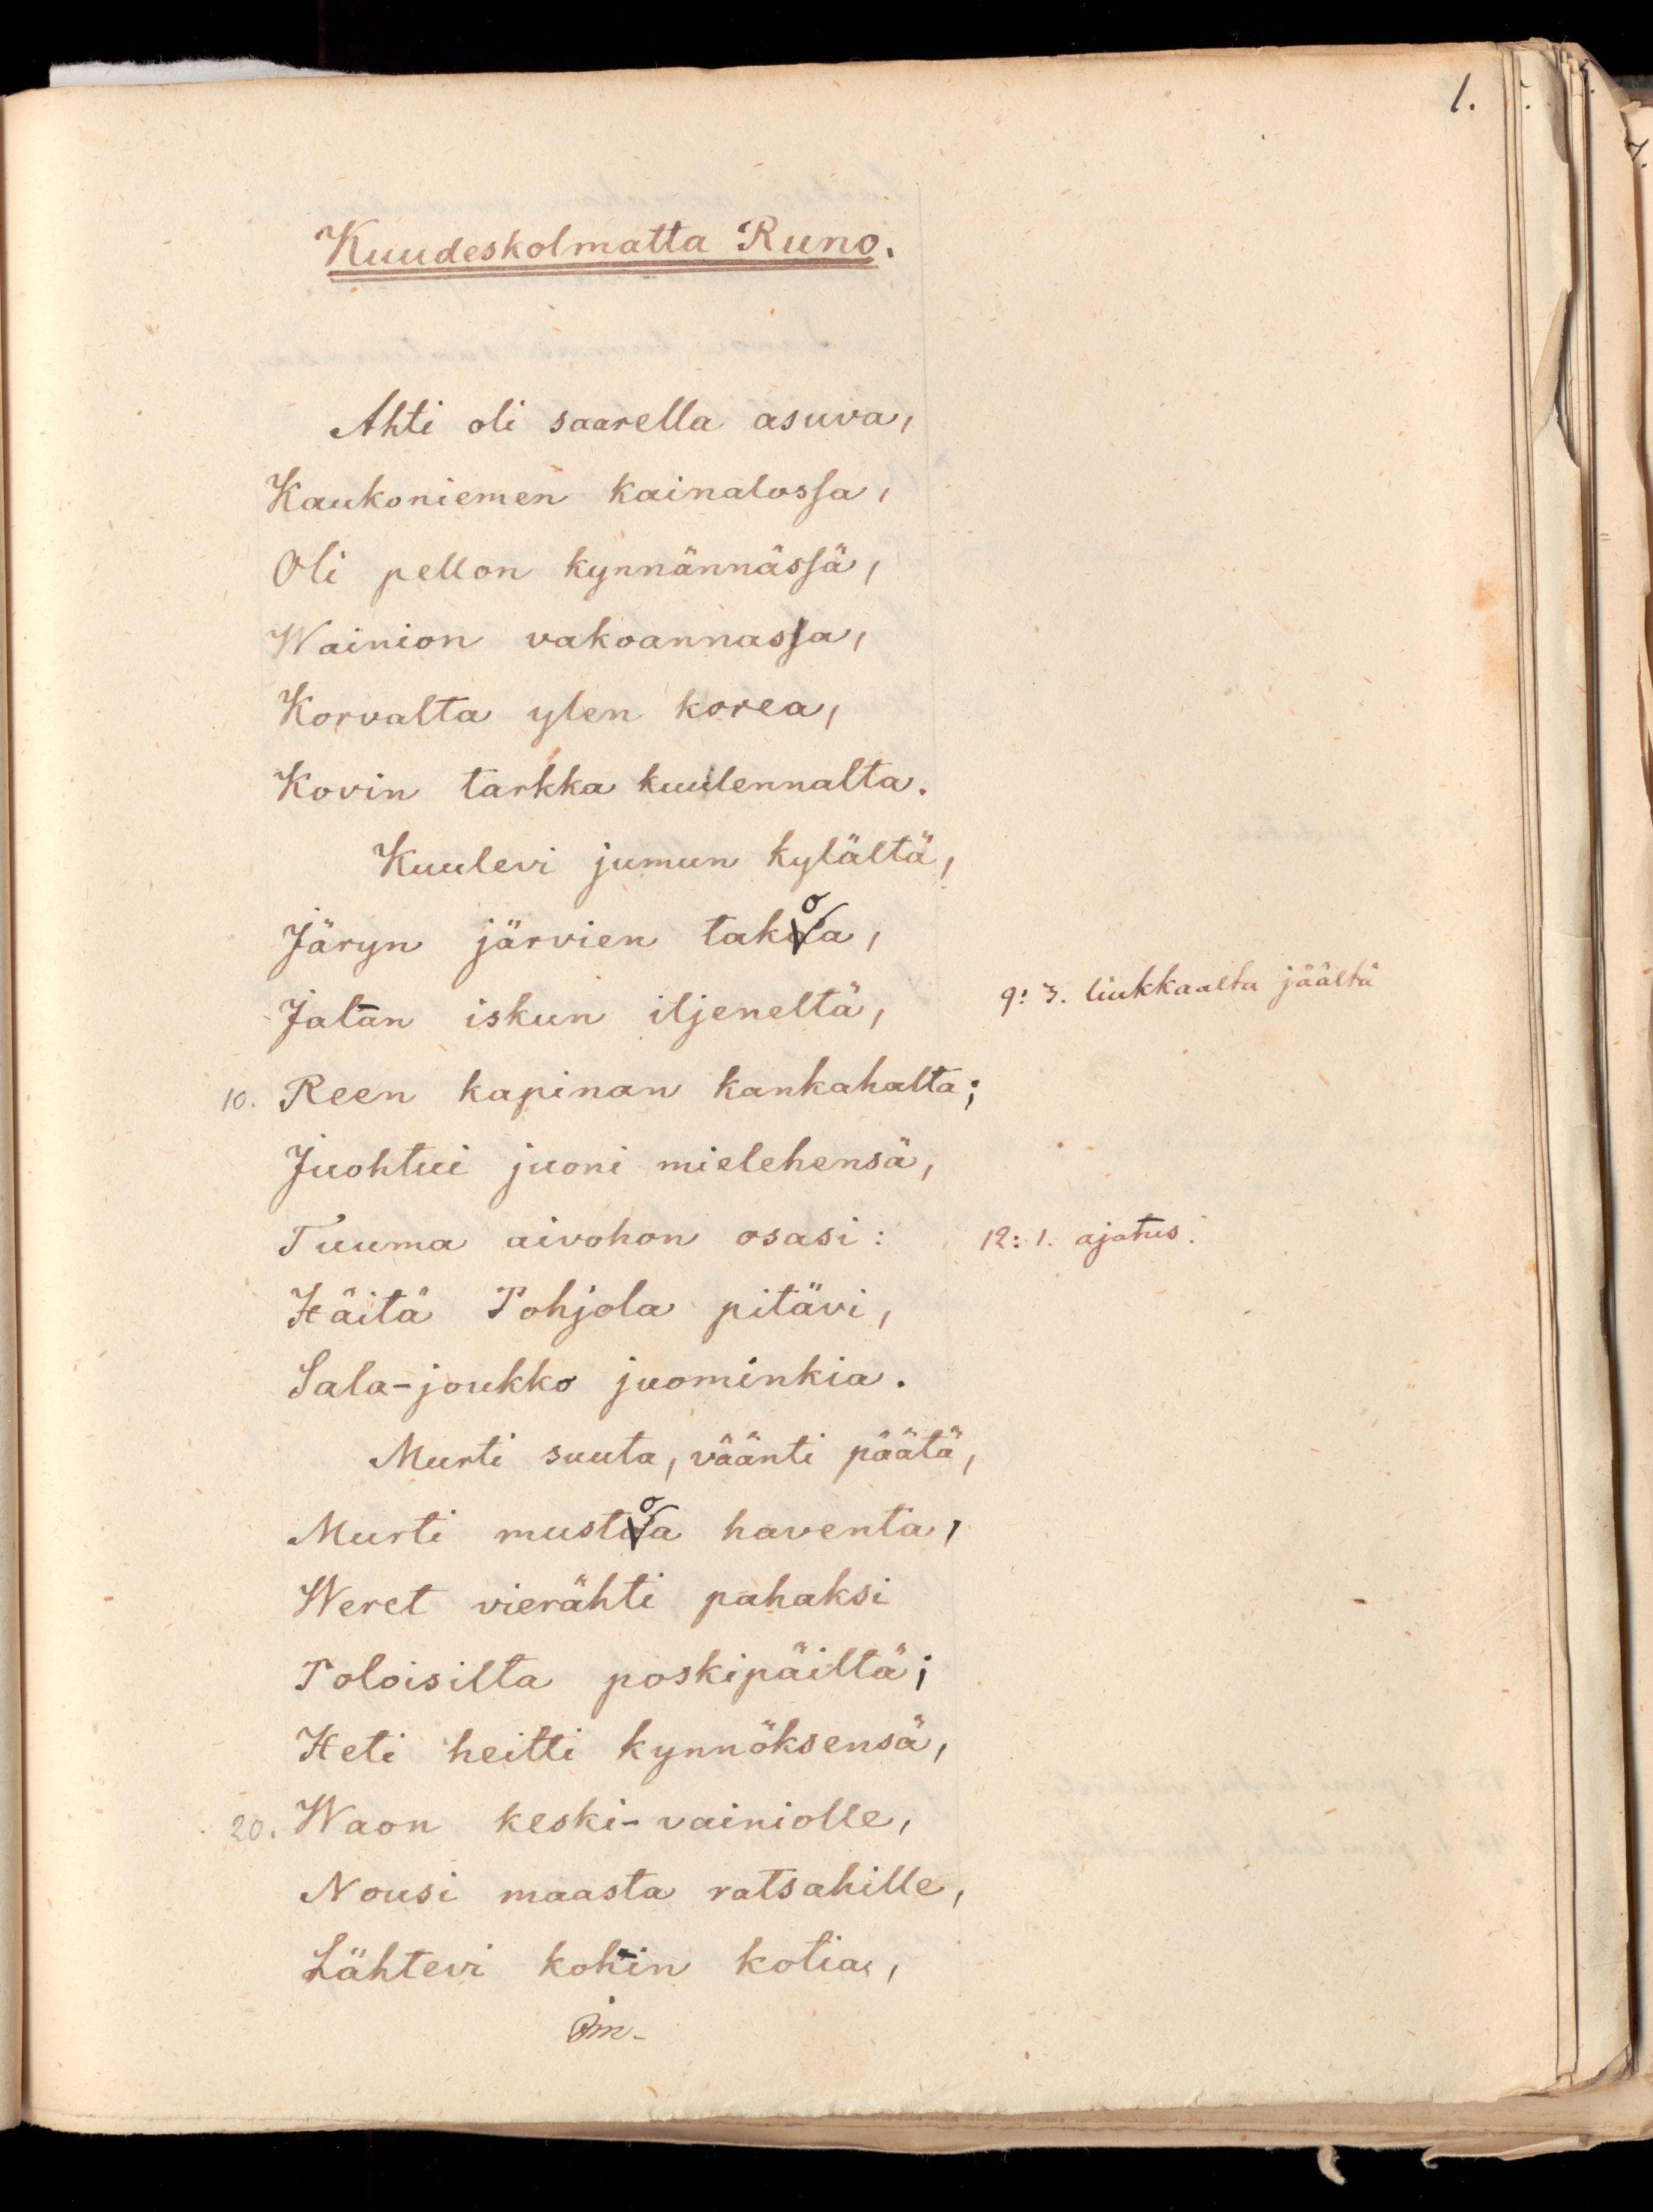 1.
Kuudeskolmatta Runo.
Ahti oli saarella asuva,
Kaukoniemen kainalossa,
Oli pellon kynnännässä,
Wainion vakoannassa,
Korvalta ylen korea,
Kovin tarkka kuulennalta.
Kuulevi jumun kylältä,
Järyn järvien takoa,
Jalan iskun iljeneltä,
9: 3. liukkaalta jäältä
10. Reen kapinan kankahalta;
Juohtui juoni mielehensä,
Tuuma aivohon osasi:
12: 1. ajatus.
Häitä Pohjola pitävi,
Sala-joukko juominkia.
Murti suuta, väänti päätä,
Murti mustoa haventa,
Weret vierähti pahaksi
Poloisilta poskipäiltä;
Heti heitti kynnöksensä,
20. Waon keski-vainiolle,
Nousi maasta ratsahille,
Lähtevi kohin kotia,